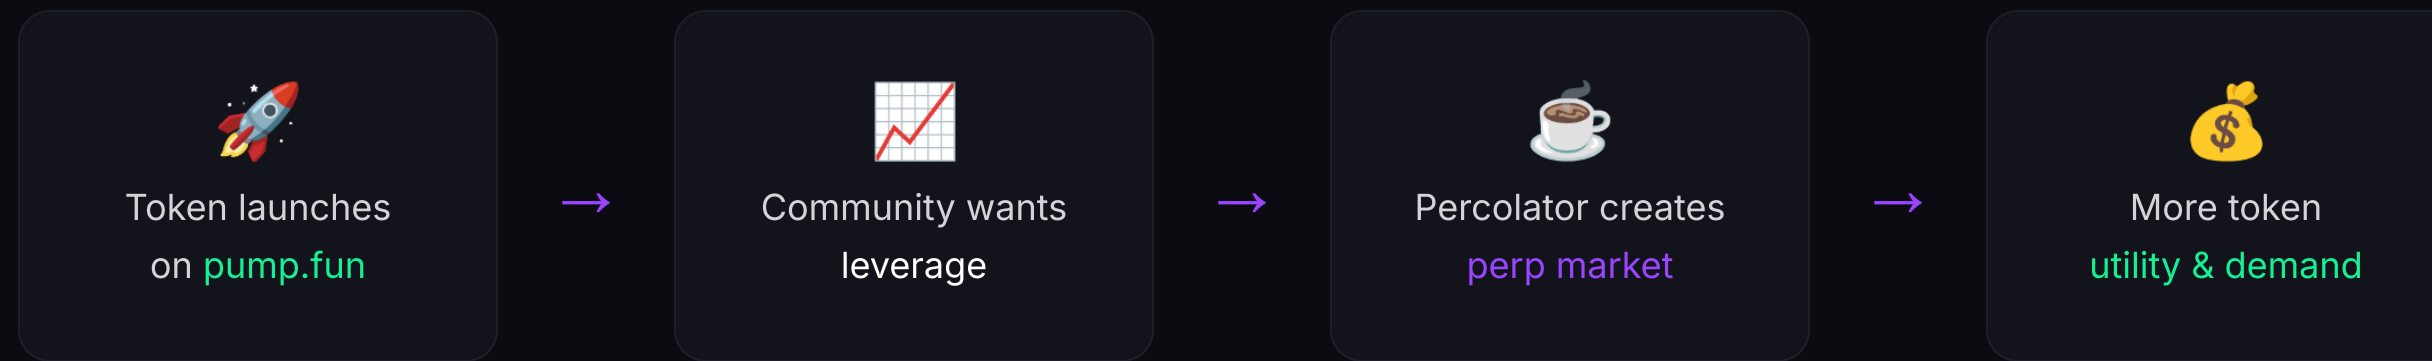 Token launches
on pump.fun
→
Community wants
leverage
→
Percolator creates
perp market
→
More token
utility & demand